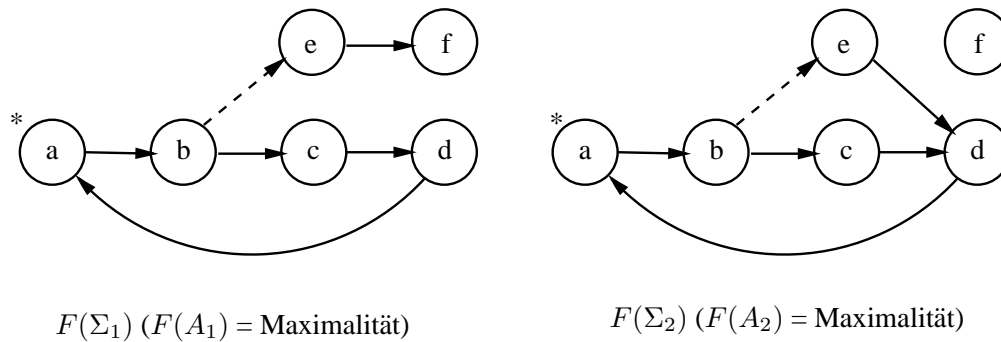 e f e f
* a b c d * a b c d
F(Σ₁) (F(A₁) = Maximalität) F(Σ₂) (F(A₂) = Maximalität)